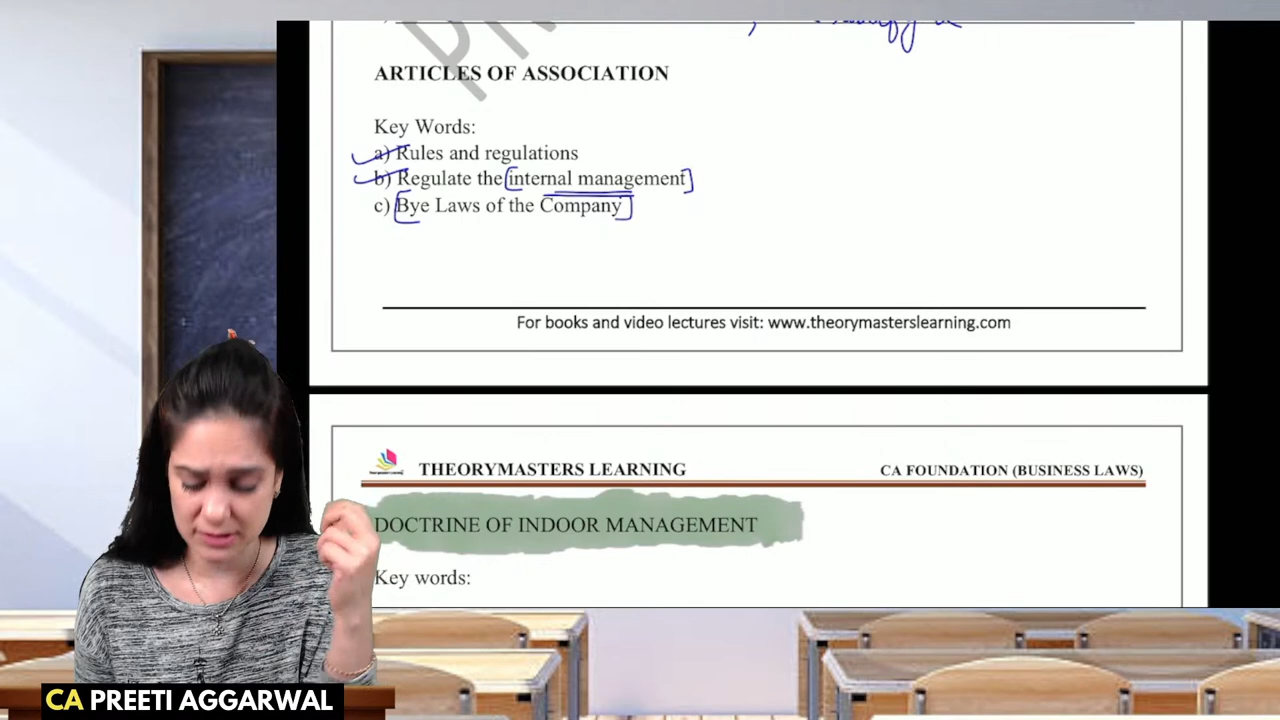 ARTICLES OF ASSOCIATION
Key Words:
a) Rules and regulations
b) Regulate the internal management
c) Bye Laws of the Company
For books and video lectures visit: www.theorymasterslearning.com
THEORYMASTERS LEARNING
CA FOUNDATION (BUSINESS LAWS)
DOCTRINE OF INDOOR MANAGEMENT
Key words:
CA PREETI AGGARWAL